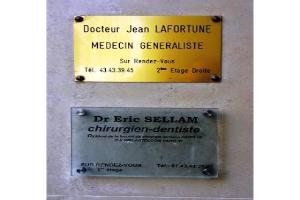 Docteur Jean LAFORTUNE
MEDECIN GENERALISTE
Sur Rendez-Vous
Tél. 43.43.39.45 2ème Etage Droite
Dr Eric SELLAM
chirurgien-dentiste
SUR RENDEZ-VOUS Tél.
Etage